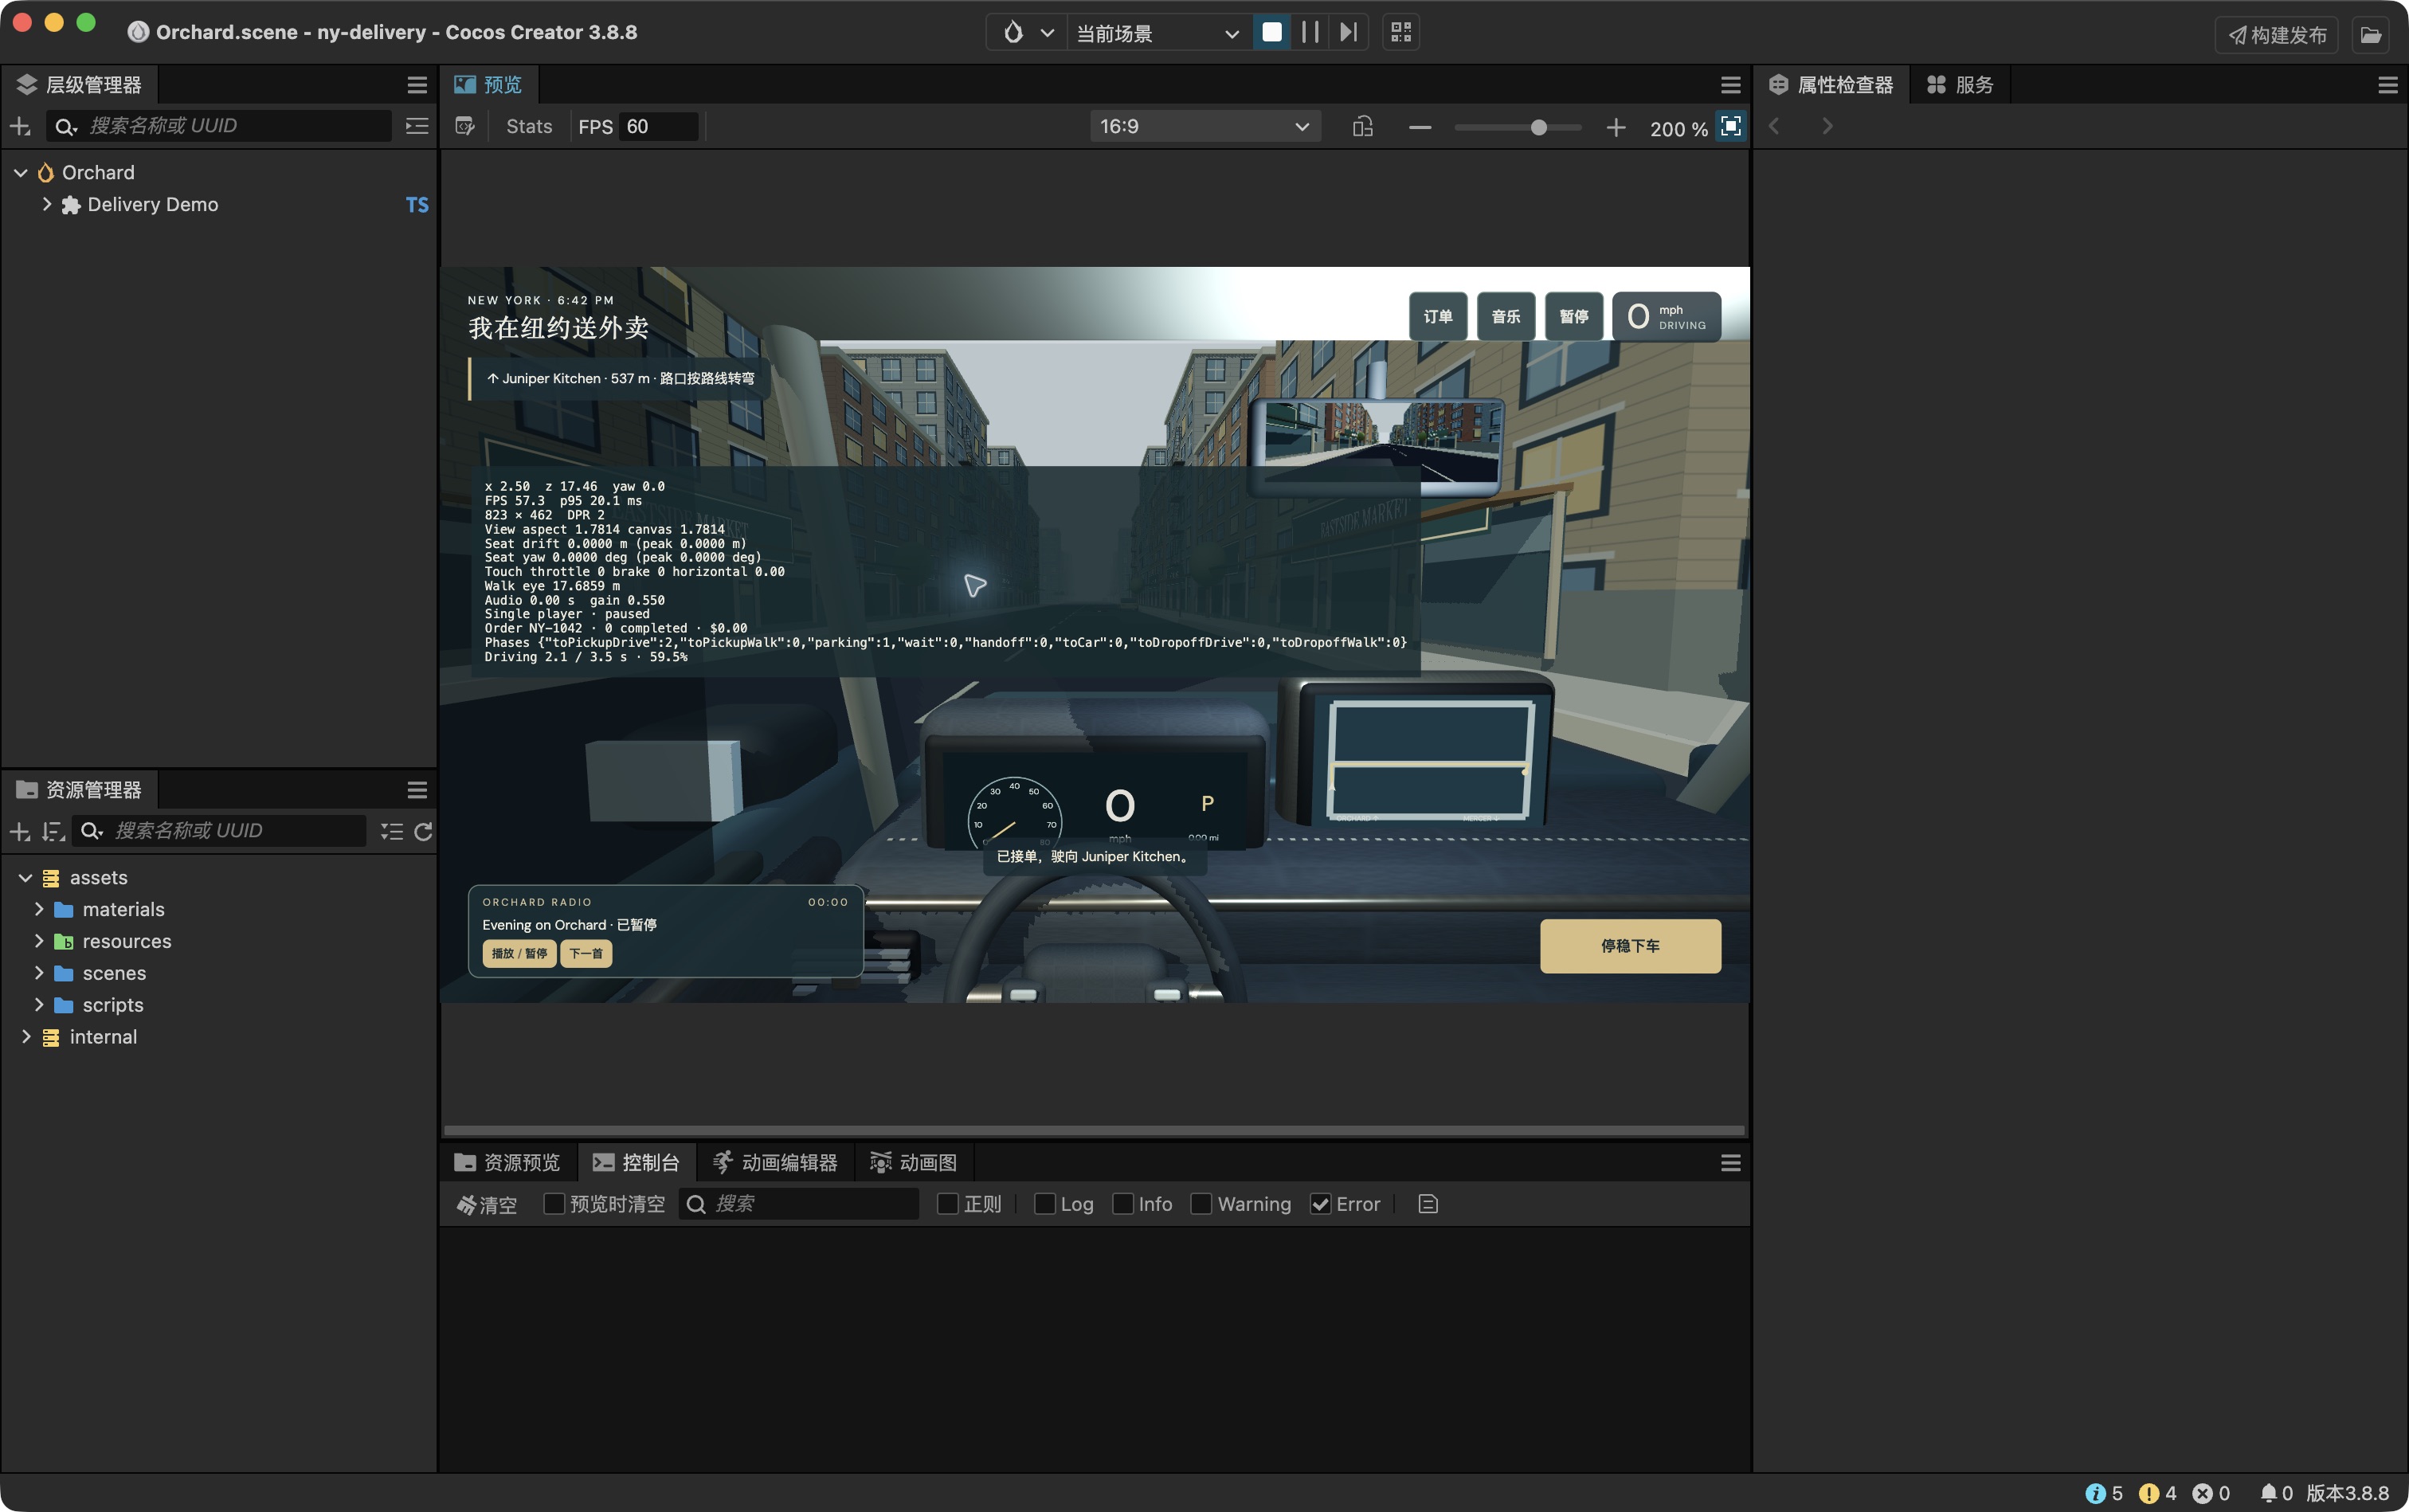 Orchard.scene - ny-delivery - Cocos Creator 3.8.8
当前场景
构建发布
层级管理器
预览
属性检查器
服务
搜索名称或 UUID
Stats
FPS 60
16:9
200 %
Orchard
Delivery Demo
TS
NEW YORK · 6:42 PM
我在纽约送外卖
订单
音乐
暂停
0 mph
DRIVING
↑ Juniper Kitchen · 537 m · 路口按路线转弯
x 2.50 z 17.46 yaw 0.0
FPS 57.3 p95 20.1 ms
823 × 462 DPR 2
View aspect 1.7814 canvas 1.7814
Seat drift 0.0000 m (peak 0.0000 m)
Seat yaw 0.0000 deg (peak 0.0000 deg)
Touch throttle 0 brake 0 horizontal 0.00
Walk eye 17.6859 m
Audio 0.00 s gain 0.550
Single player · paused
Order NY-1042 · 0 completed · $0.00
Phases {"toPickupDrive":2,"toPickupWalk":0,"parking":1,"wait":0,"handoff":0,"toCar":0,"toDropoffDrive":0,"toDropoffWalk":0}
Driving 2.1 / 3.5 s · 59.5%
EASTSIDE MARKET
10 20 30 40 50 60 70 80
0
mph
P
ORCHARD
MERCER
已接单，驶向 Juniper Kitchen。
ORCHARD RADIO
00:00
Evening on Orchard · 已暂停
播放 / 暂停
下一首
停稳下车
资源管理器
搜索名称或 UUID
assets
materials
resources
scenes
scripts
internal
资源预览
控制台
动画编辑器
动画图
清空
预览时清空
搜索
正则
Log
Info
Warning
Error
5
4
0
0
版本3.8.8